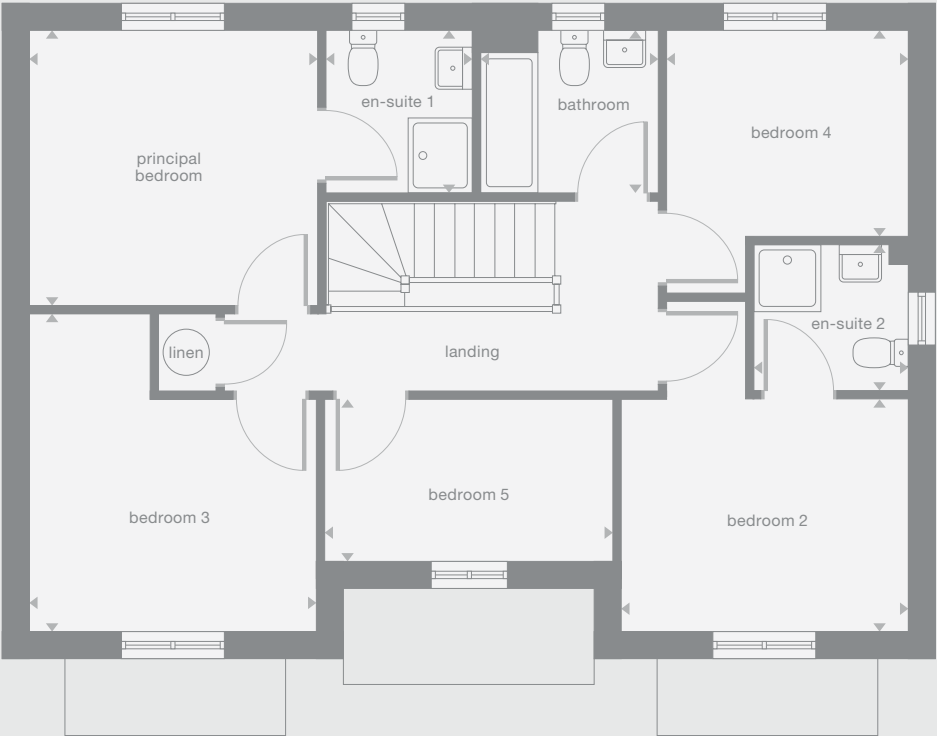 en-suite 1
bathroom
bedroom 4
principal
bedroom
en-suite 2
linen
landing
bedroom 5
bedroom 3
bedroom 2